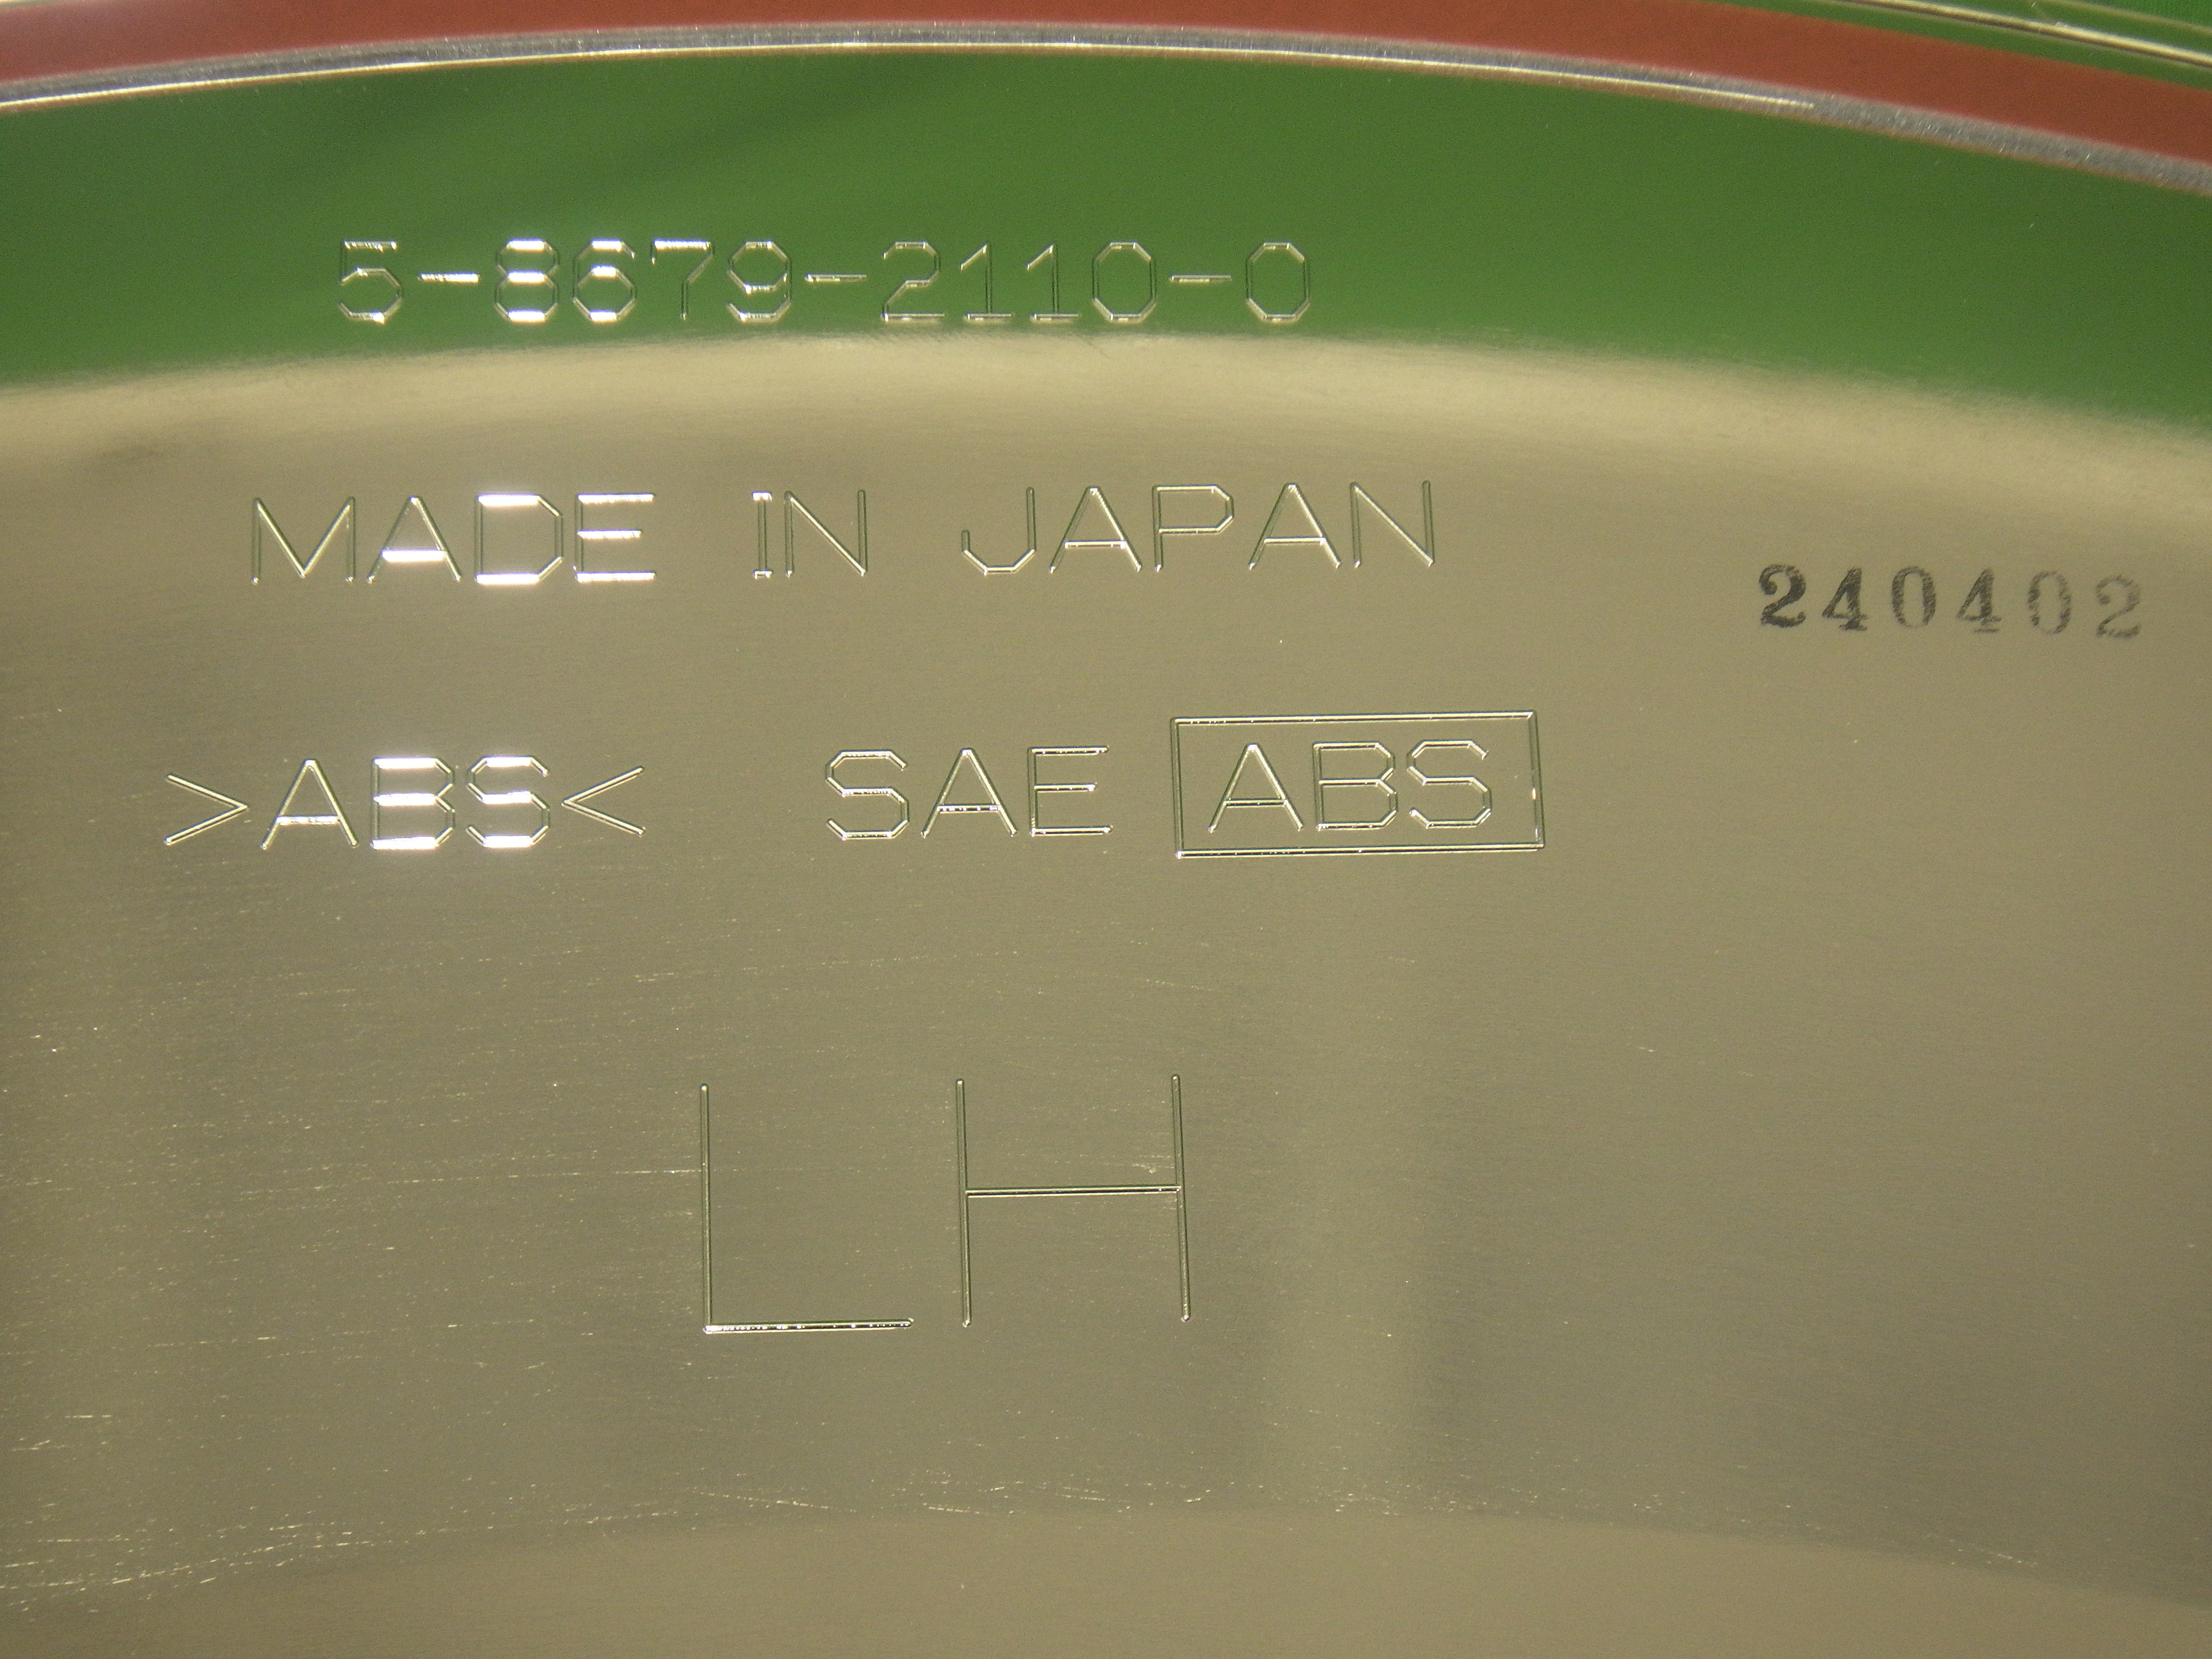 5-8679-2110-0
MADE IN JAPAN
240402
>ABS< SAE ABS
LH